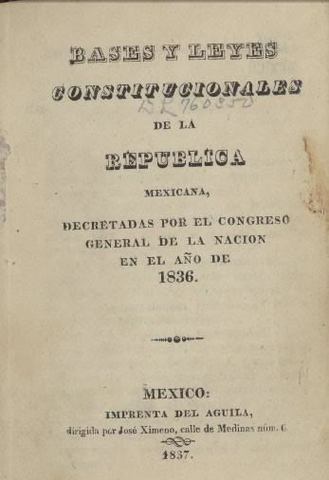 BASES Y LEYES
CONSTITUCIONALES
DE LA
REPUBLICA
MEXICANA,
DECRETADAS POR EL CONGRESO
GENERAL DE LA NACION
EN EL AÑO DE
1836.
MEXICO:
IMPRENTA DEL AGUILA,
dirigida por José Ximeno, calle de Medinas núm. 6
1837.